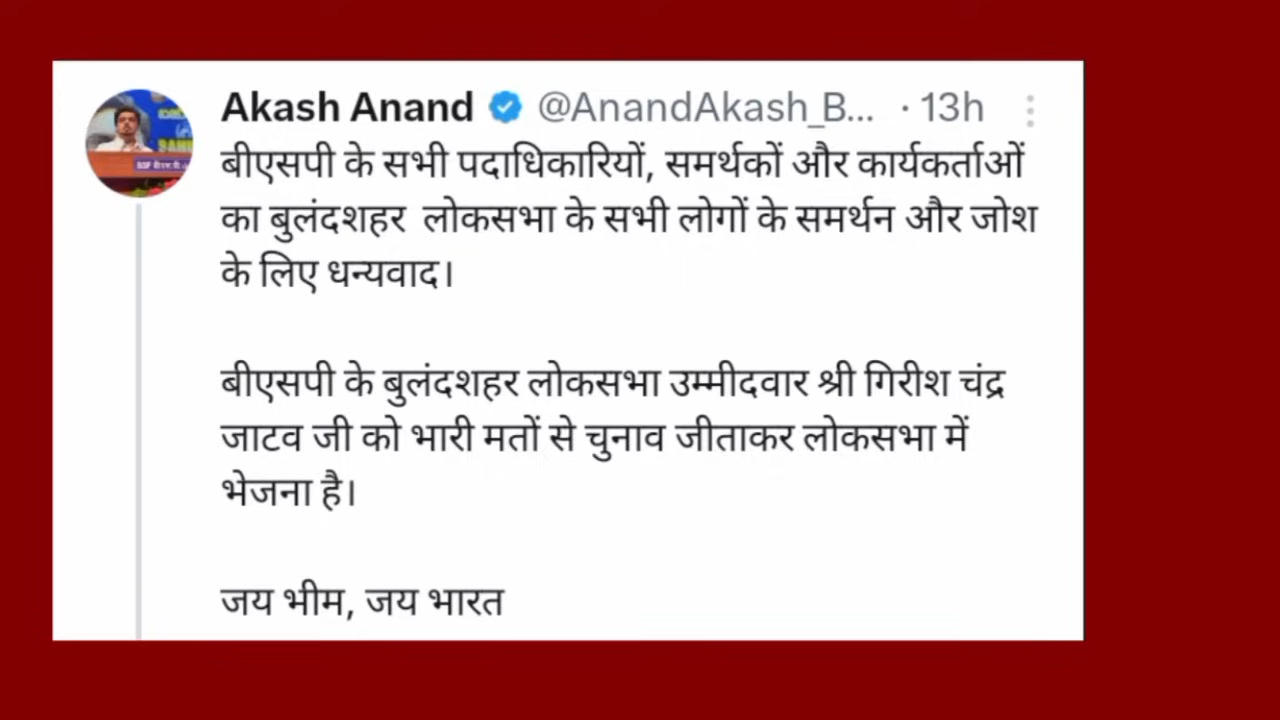 Akash Anand @AnandAkash_B... · 13h
बीएसपी के सभी पदाधिकारियों, समर्थकों और कार्यकर्ताओं
का बुलंदशहर लोकसभा के सभी लोगों के समर्थन और जोश
के लिए धन्यवाद।
बीएसपी के बुलंदशहर लोकसभा उम्मीदवार श्री गिरीश चंद्र
जाटव जी को भारी मतों से चुनाव जीताकर लोकसभा में
भेजना है।
जय भीम, जय भारत